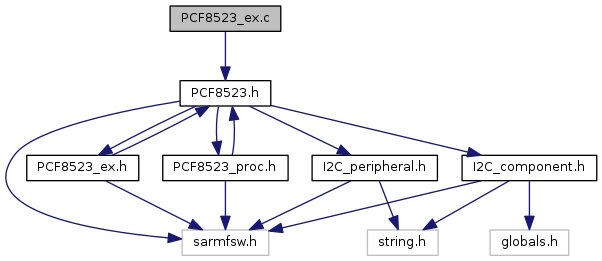 PCF8523_ex.c
PCF8523.h
PCF8523_ex.h
PCF8523_proc.h
I2C_peripheral.h
I2C_component.h
sarmfsw.h
string.h
globals.h